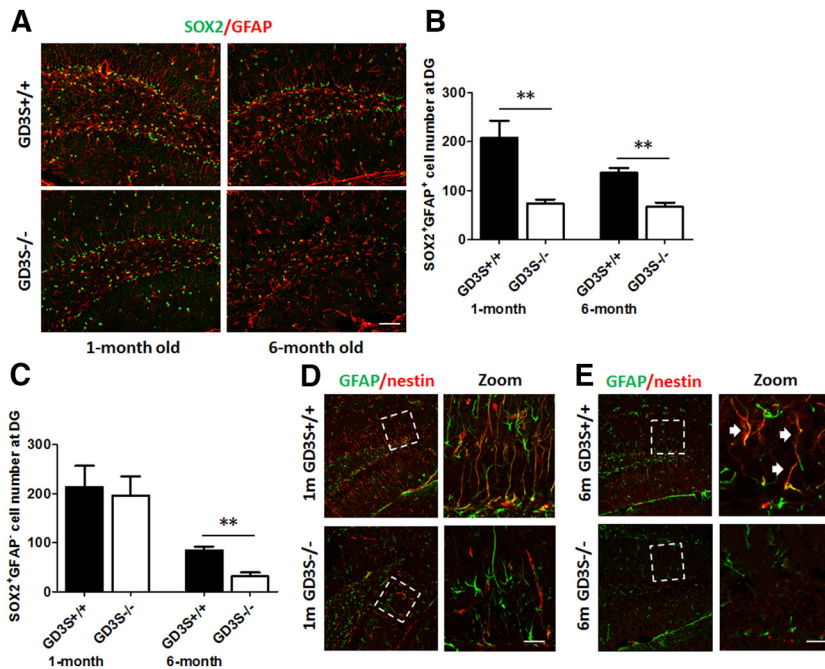 A
SOX2/GFAP
GD3S+/+
GD3S-/-
1-month old
6-month old
B
SOX2+GFAP+ cell number at DG
300
200
100
0
**
**
GD3S+/+
GD3S-/-
GD3S+/+
GD3S-/-
1-month
6-month
C
SOX2+GFAP- cell number at DG
300
200
100
0
**
GD3S+/+
GD3S-/-
GD3S+/+
GD3S-/-
1-month
6-month
D
GFAP/nestin
Zoom
1m GD3S+/+
1m GD3S-/-
E
GFAP/nestin
Zoom
6m GD3S+/+
6m GD3S-/-